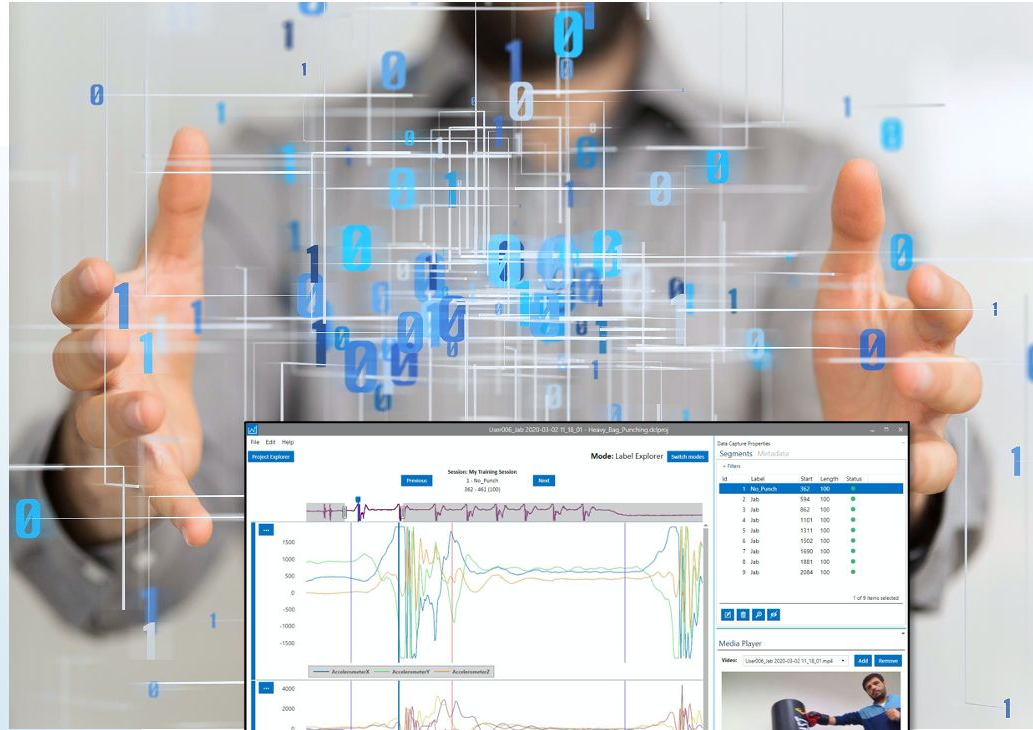 User006_Jab 2020-03-02 11_18_01 - Heavy_Bag_Punching.dclproj
File Edit Help
Project Explorer
Mode: Label Explorer Switch modes
Session: My Training Session
Previous 1 - No_Punch Next
362 - 461 (100)
1500
1000
500
0
-500
-1000
-1500
AccelerometerX AccelerometerY AccelerometerZ
4000
2000
0
Data Capture Properties
Segments Metadata
Filters
Id Label Start Length Status
1 No_Punch 362 100
2 Jab 594 100
3 Jab 862 100
4 Jab 1101 100
5 Jab 1311 100
6 Jab 1502 100
7 Jab 1690 100
8 Jab 1881 100
9 Jab 2084 100
1 of 9 items selected
Media Player
Video: User006_Jab 2020-03-02 11_18_01.mp4 Add Remove